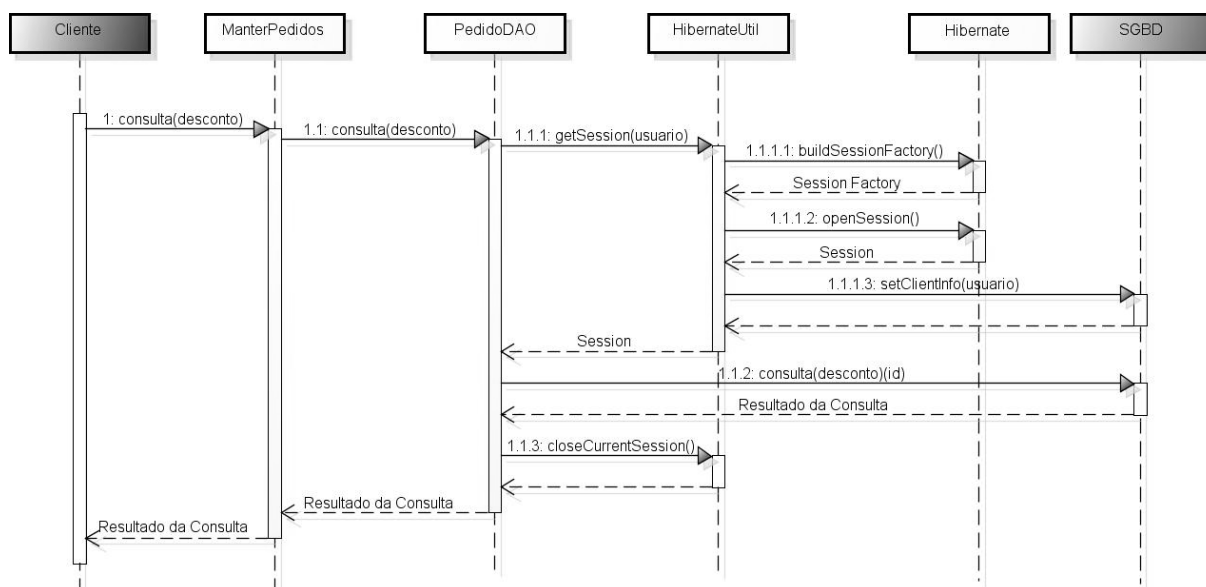 Cliente
ManterPedidos
PedidoDAO
HibernateUtil
Hibernate
SGBD
1: consulta(desconto)
1.1: consulta(desconto)
1.1.1: getSession(usuario)
1.1.1.1: buildSessionFactory()
Session Factory
1.1.1.2: openSession()
Session
1.1.1.3: setClientInfo(usuario)
Session
1.1.2: consulta(desconto)(id)
Resultado da Consulta
1.1.3: closeCurrentSession()
Resultado da Consulta
Resultado da Consulta